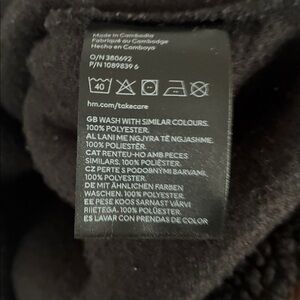 Made in Cambodia
Fabriqué au Cambodge
Hecho en Camboya
O/N 380692
P/N 1089839 6
40
hm.com/takecare
GB WASH WITH SIMILAR COLOURS.
100% POLYESTER.
AL LANI ME NGJYRA TË NGJASHME.
100% POLIESTER.
CAT RENTEU-HO AMB PECES
SIMILARS. 100% POLIÈSTER.
CZ PERTE S PODOBNÝMI BARVAMI.
100% POLYESTER.
DE MIT ÄHNLICHEN FARBEN
WASCHEN. 100% POLYESTER.
EE PESE KOOS SARNAST VÄRVI
RIIETEGA. 100% POLÜESTER.
ES LAVAR CON PRENDAS DE COLOR